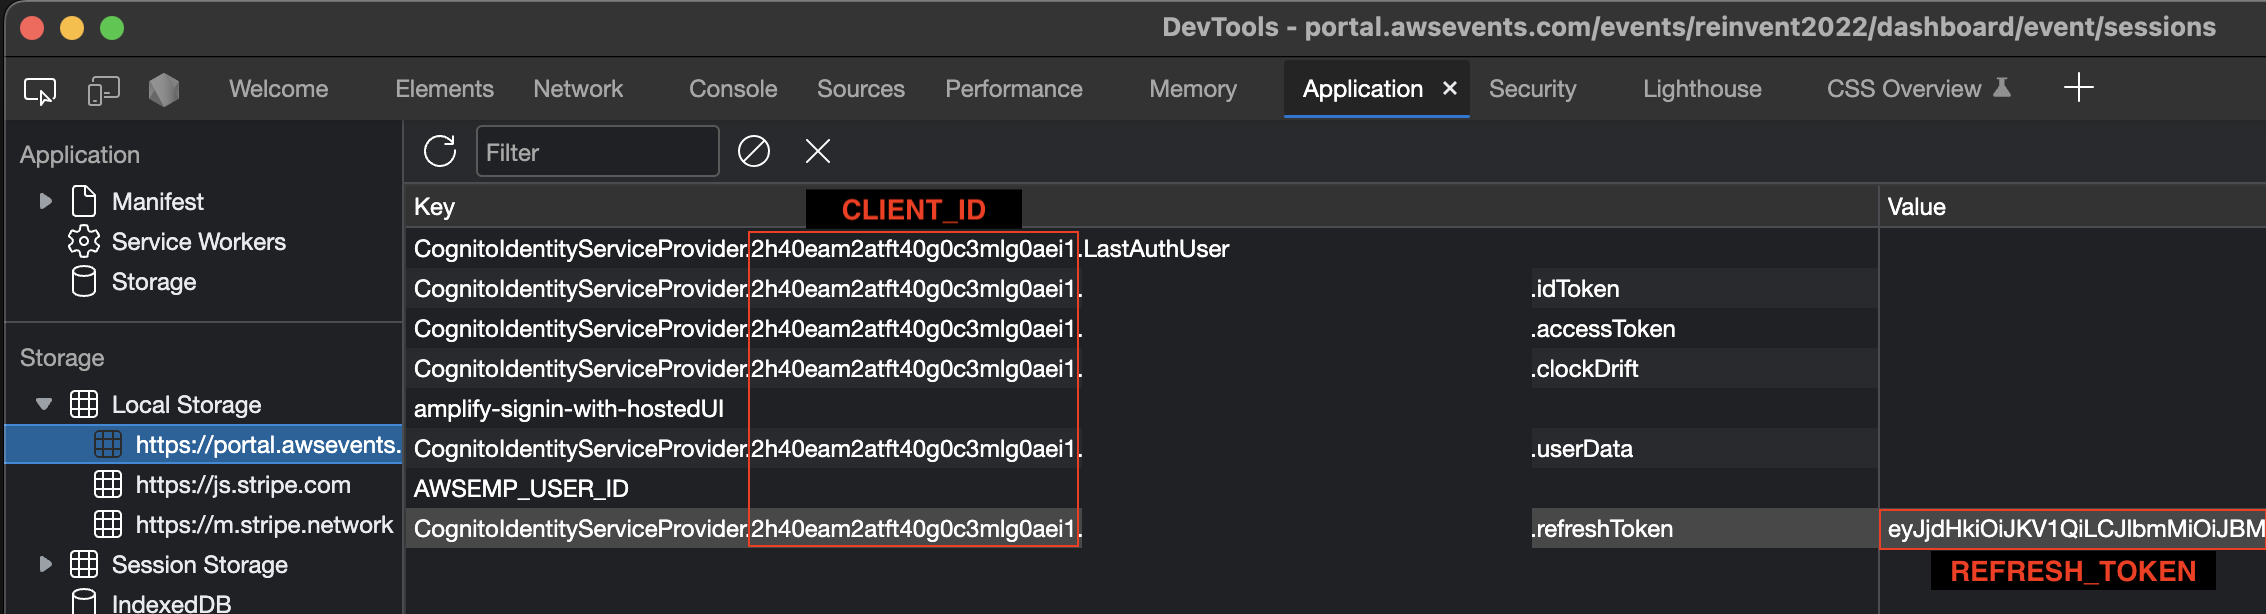 DevTools - portal.awsevents.com/events/reinvent2022/dashboard/event/sessions
Welcome Elements Network Console Sources Performance Memory Application Security Lighthouse CSS Overview
Application
Manifest
Service Workers
Storage
Storage
Local Storage
https://portal.awsevents.
https://js.stripe.com
https://m.stripe.network
Session Storage
IndexedDB
Filter
Key CLIENT_ID Value
CognitoIdentityServiceProvider.2h40eam2atft40g0c3mlg0aei1.LastAuthUser
CognitoIdentityServiceProvider.2h40eam2atft40g0c3mlg0aei1. .idToken
CognitoIdentityServiceProvider.2h40eam2atft40g0c3mlg0aei1. .accessToken
CognitoIdentityServiceProvider.2h40eam2atft40g0c3mlg0aei1. .clockDrift
amplify-signin-with-hostedUI
CognitoIdentityServiceProvider.2h40eam2atft40g0c3mlg0aei1. .userData
AWSEMP_USER_ID
CognitoIdentityServiceProvider.2h40eam2atft40g0c3mlg0aei1. .refreshToken eyJjdHkiOiJKV1QiLCJlbmMiOiJBM
REFRESH_TOKEN